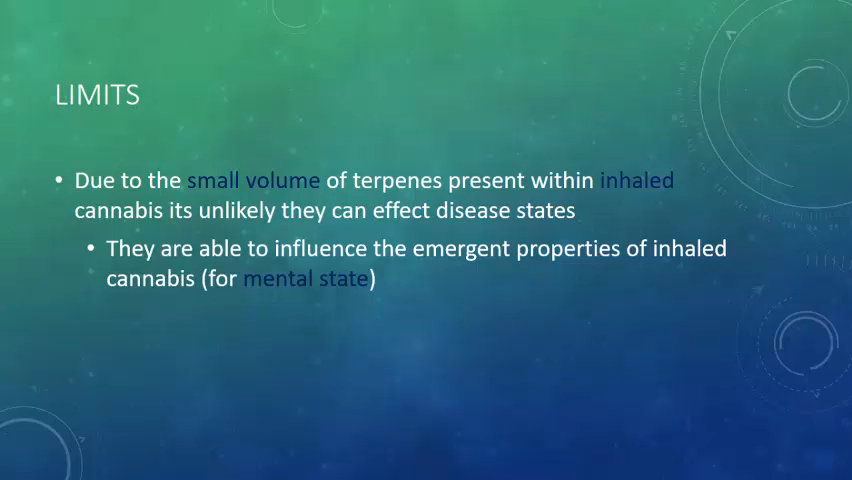 LIMITS
• Due to the small volume of terpenes present within inhaled
cannabis its unlikely they can effect disease states
• They are able to influence the emergent properties of inhaled
cannabis (for mental state)